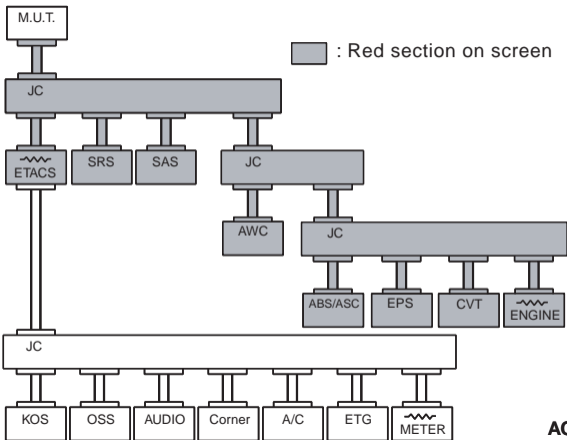 M.U.T.
: Red section on screen
JC
ETACS
SRS
SAS
JC
AWC
JC
ABS/ASC
EPS
CVT
ENGINE
JC
KOS
OSS
AUDIO
Corner
A/C
ETG
METER
AC